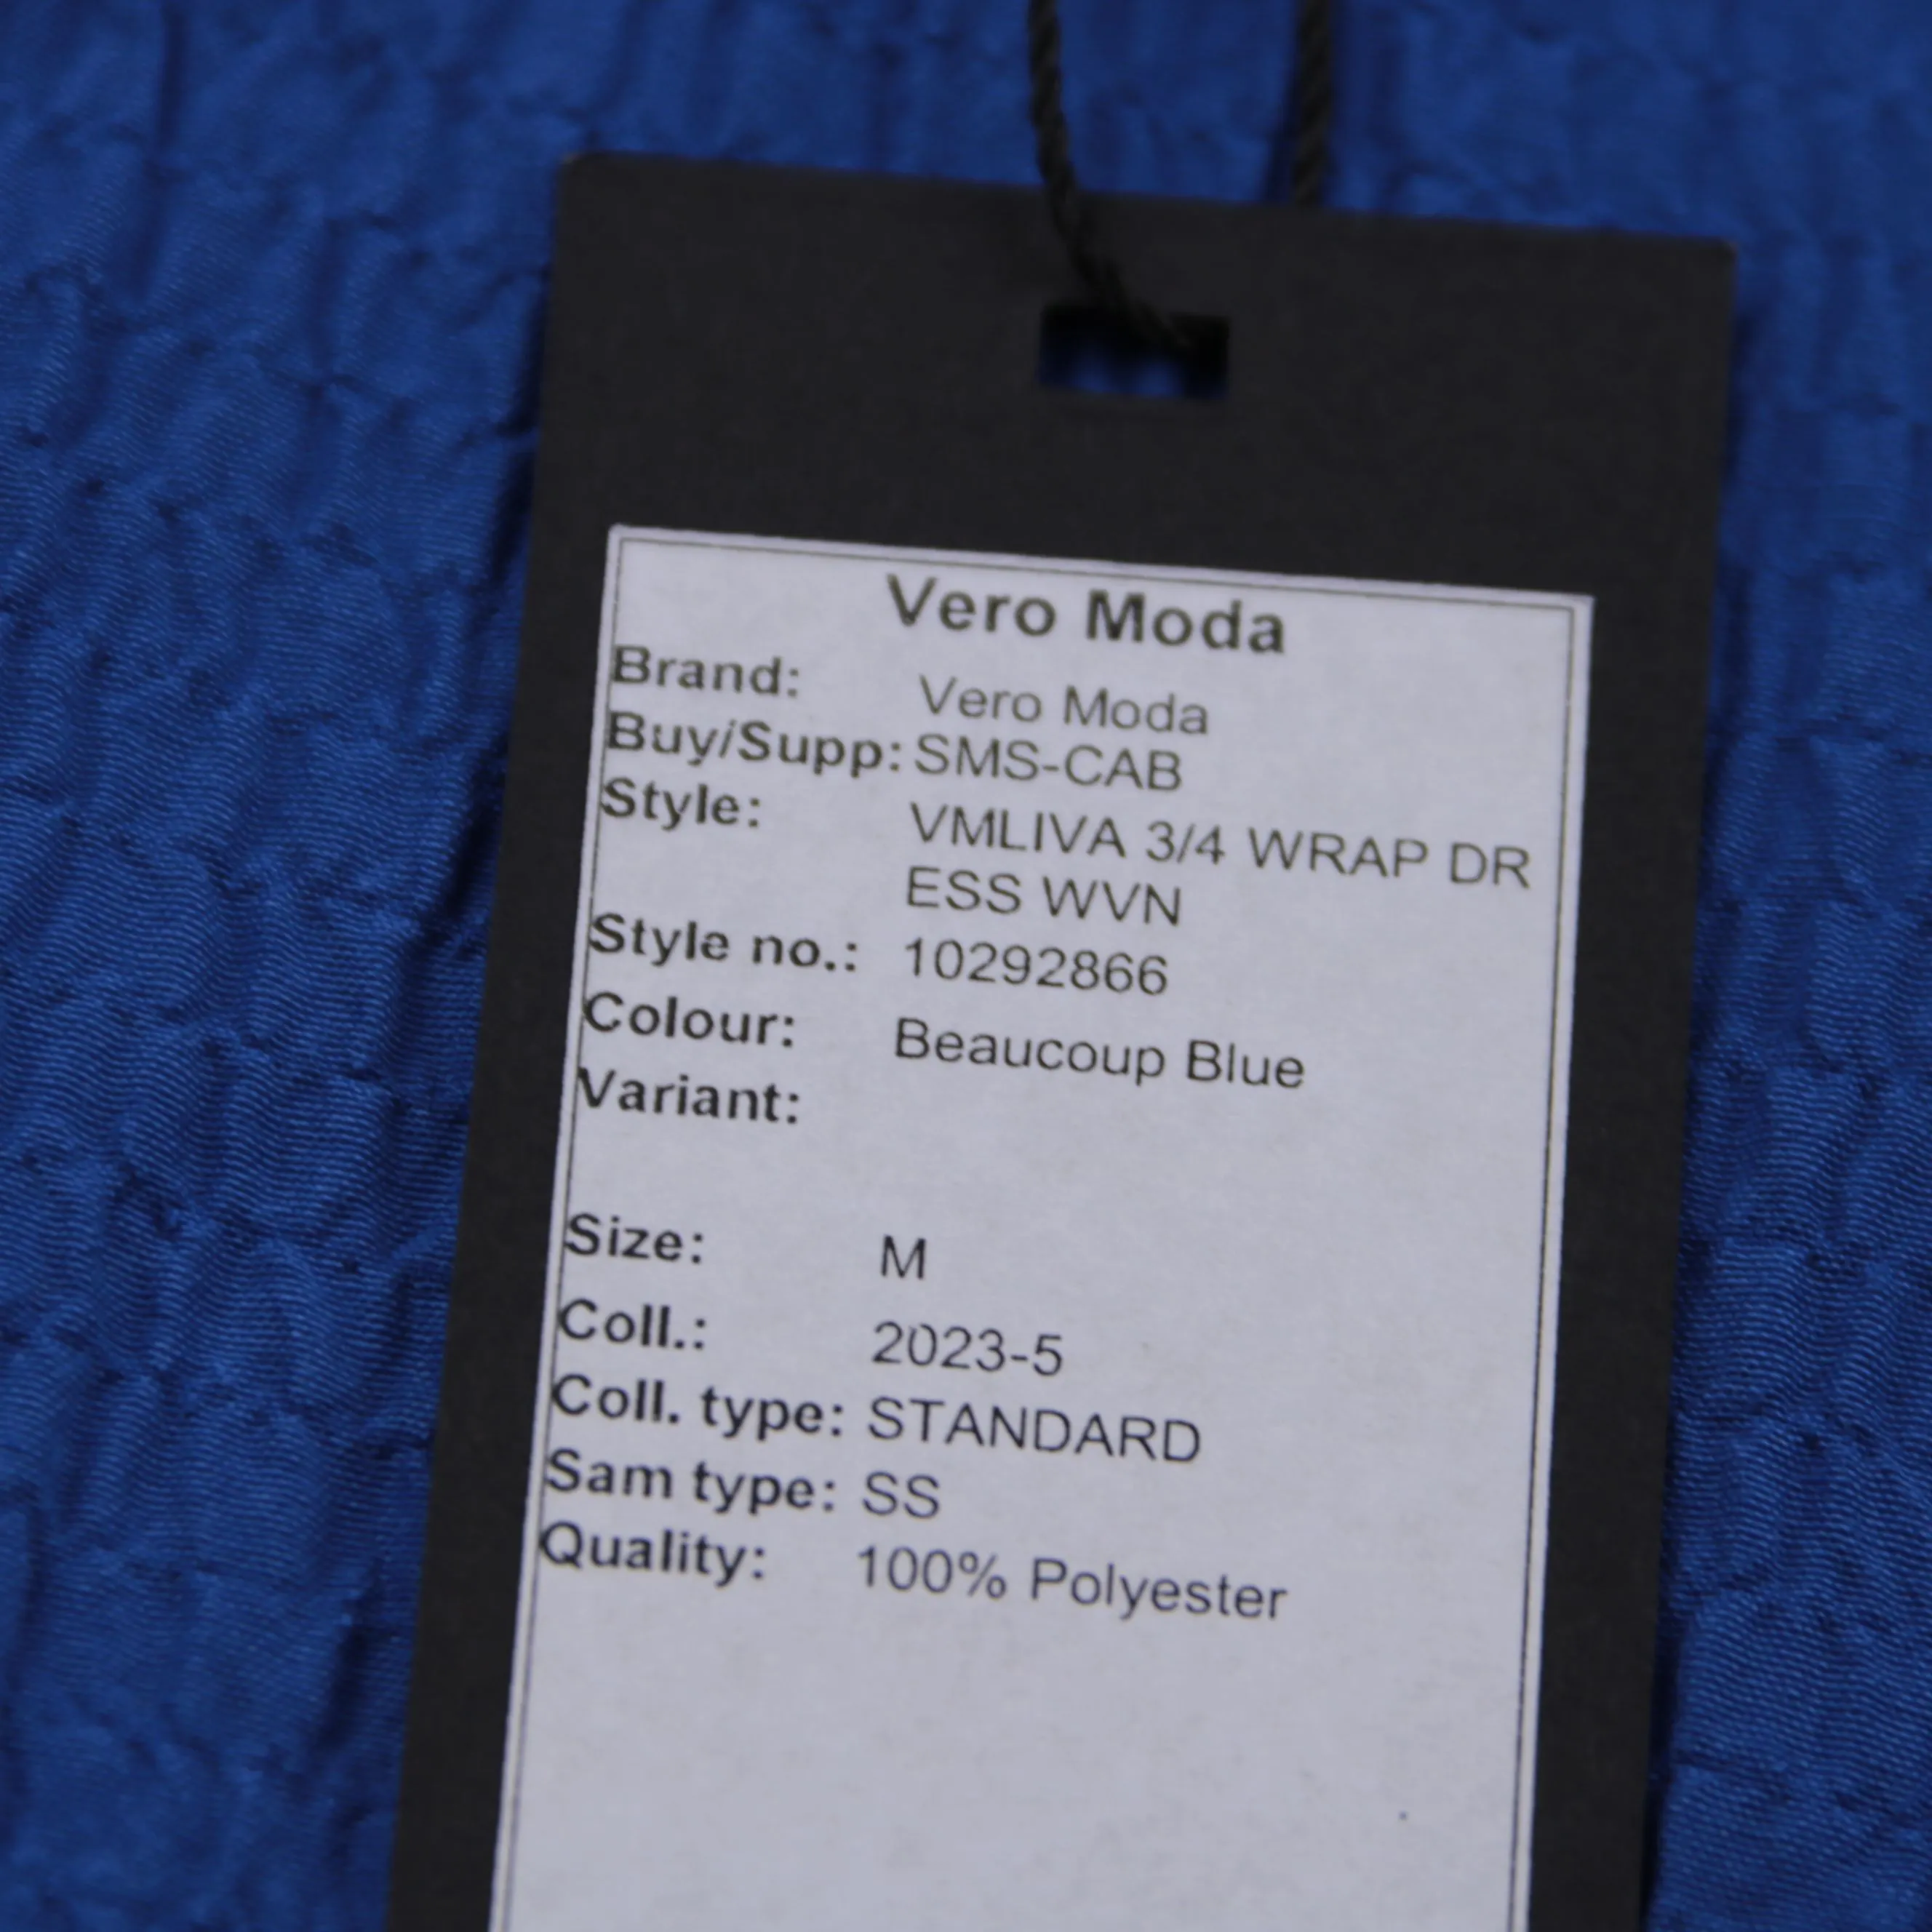 Vero Moda
Brand: Vero Moda
Buy/Supp: SMS-CAB
Style: VMLIVA 3/4 WRAP DR
ESS WVN
Style no.: 10292866
Colour: Beaucoup Blue
Variant:
Size: M
Coll.: 2023-5
Coll. type: STANDARD
Sam type: SS
Quality: 100% Polyester